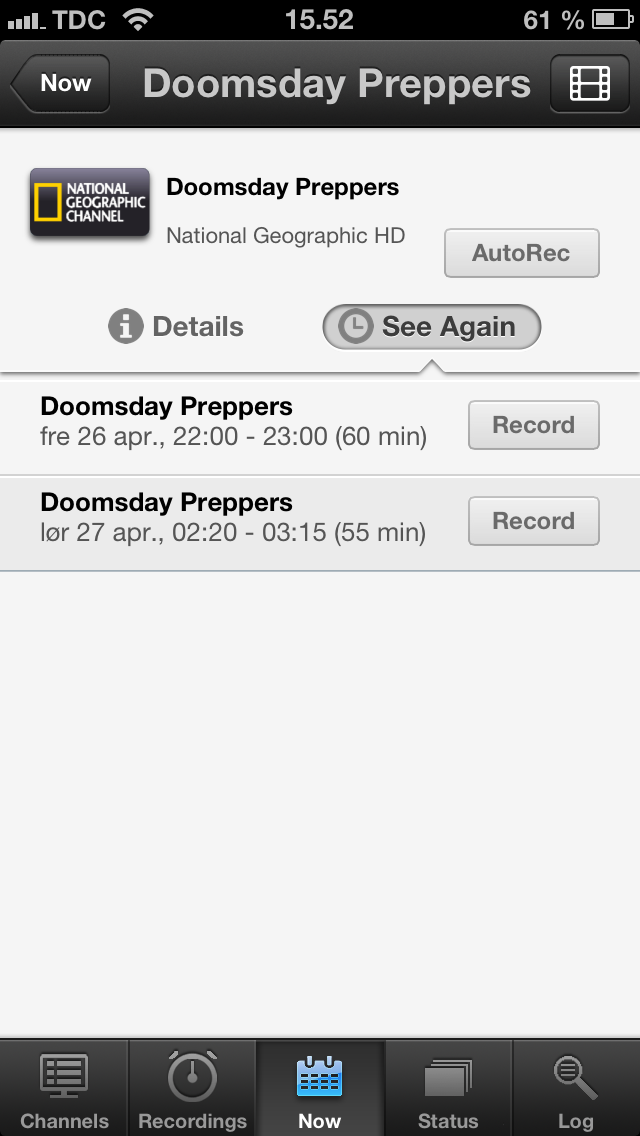 TDC 15.52 61 %
Now Doomsday Preppers
NATIONAL
GEOGRAPHIC
CHANNEL
Doomsday Preppers
National Geographic HD
AutoRec
Details See Again
Doomsday Preppers
fre 26 apr., 22:00 - 23:00 (60 min)
Record
Doomsday Preppers
lør 27 apr., 02:20 - 03:15 (55 min)
Record
Channels Recordings Now Status Log